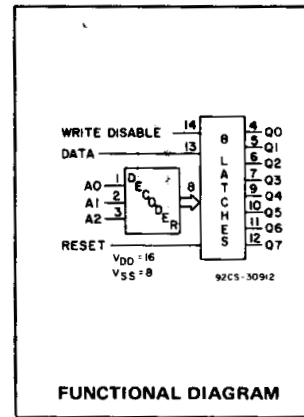 WRITE DISABLE 14
DATA 13
A0 1
A1 2
A2 3
DECODER
8
8 LATCHES
4 Q0
5 Q1
6 Q2
7 Q3
9 Q4
10 Q5
11 Q6
12 Q7
RESET
VDD = 16
VSS = 8
92CS-30912
FUNCTIONAL DIAGRAM